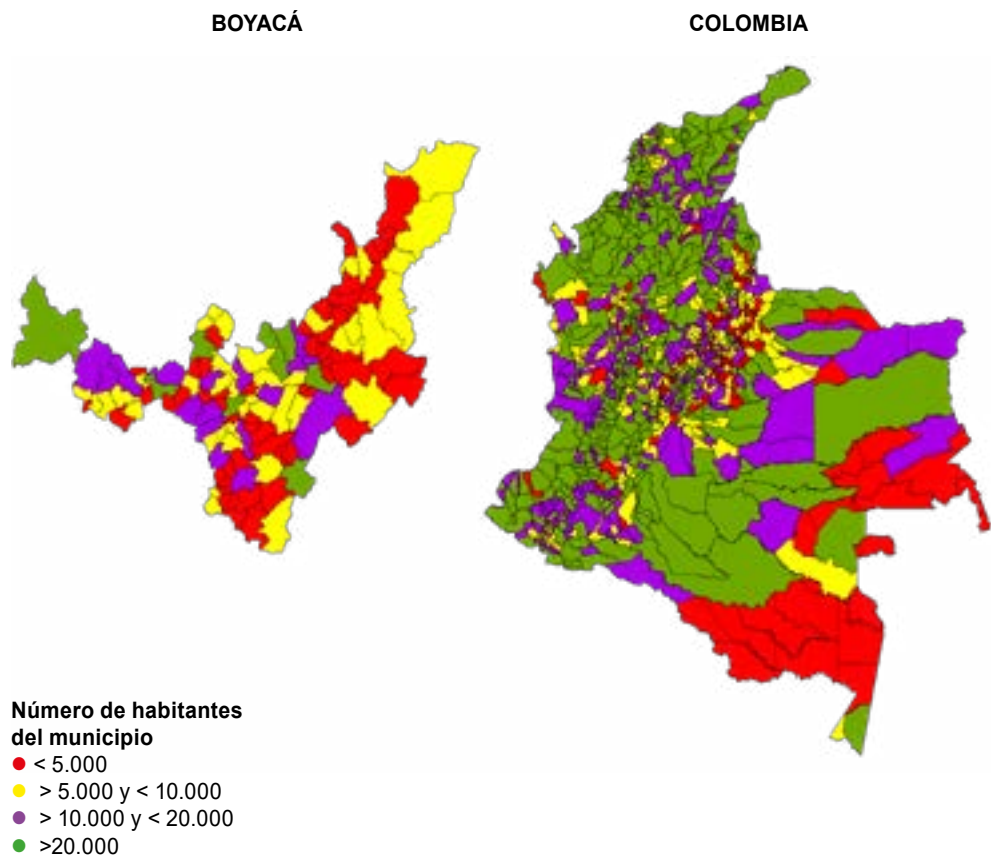 BOYACÁ
COLOMBIA
Número de habitantes
del municipio
< 5.000
> 5.000 y < 10.000
> 10.000 y < 20.000
>20.000